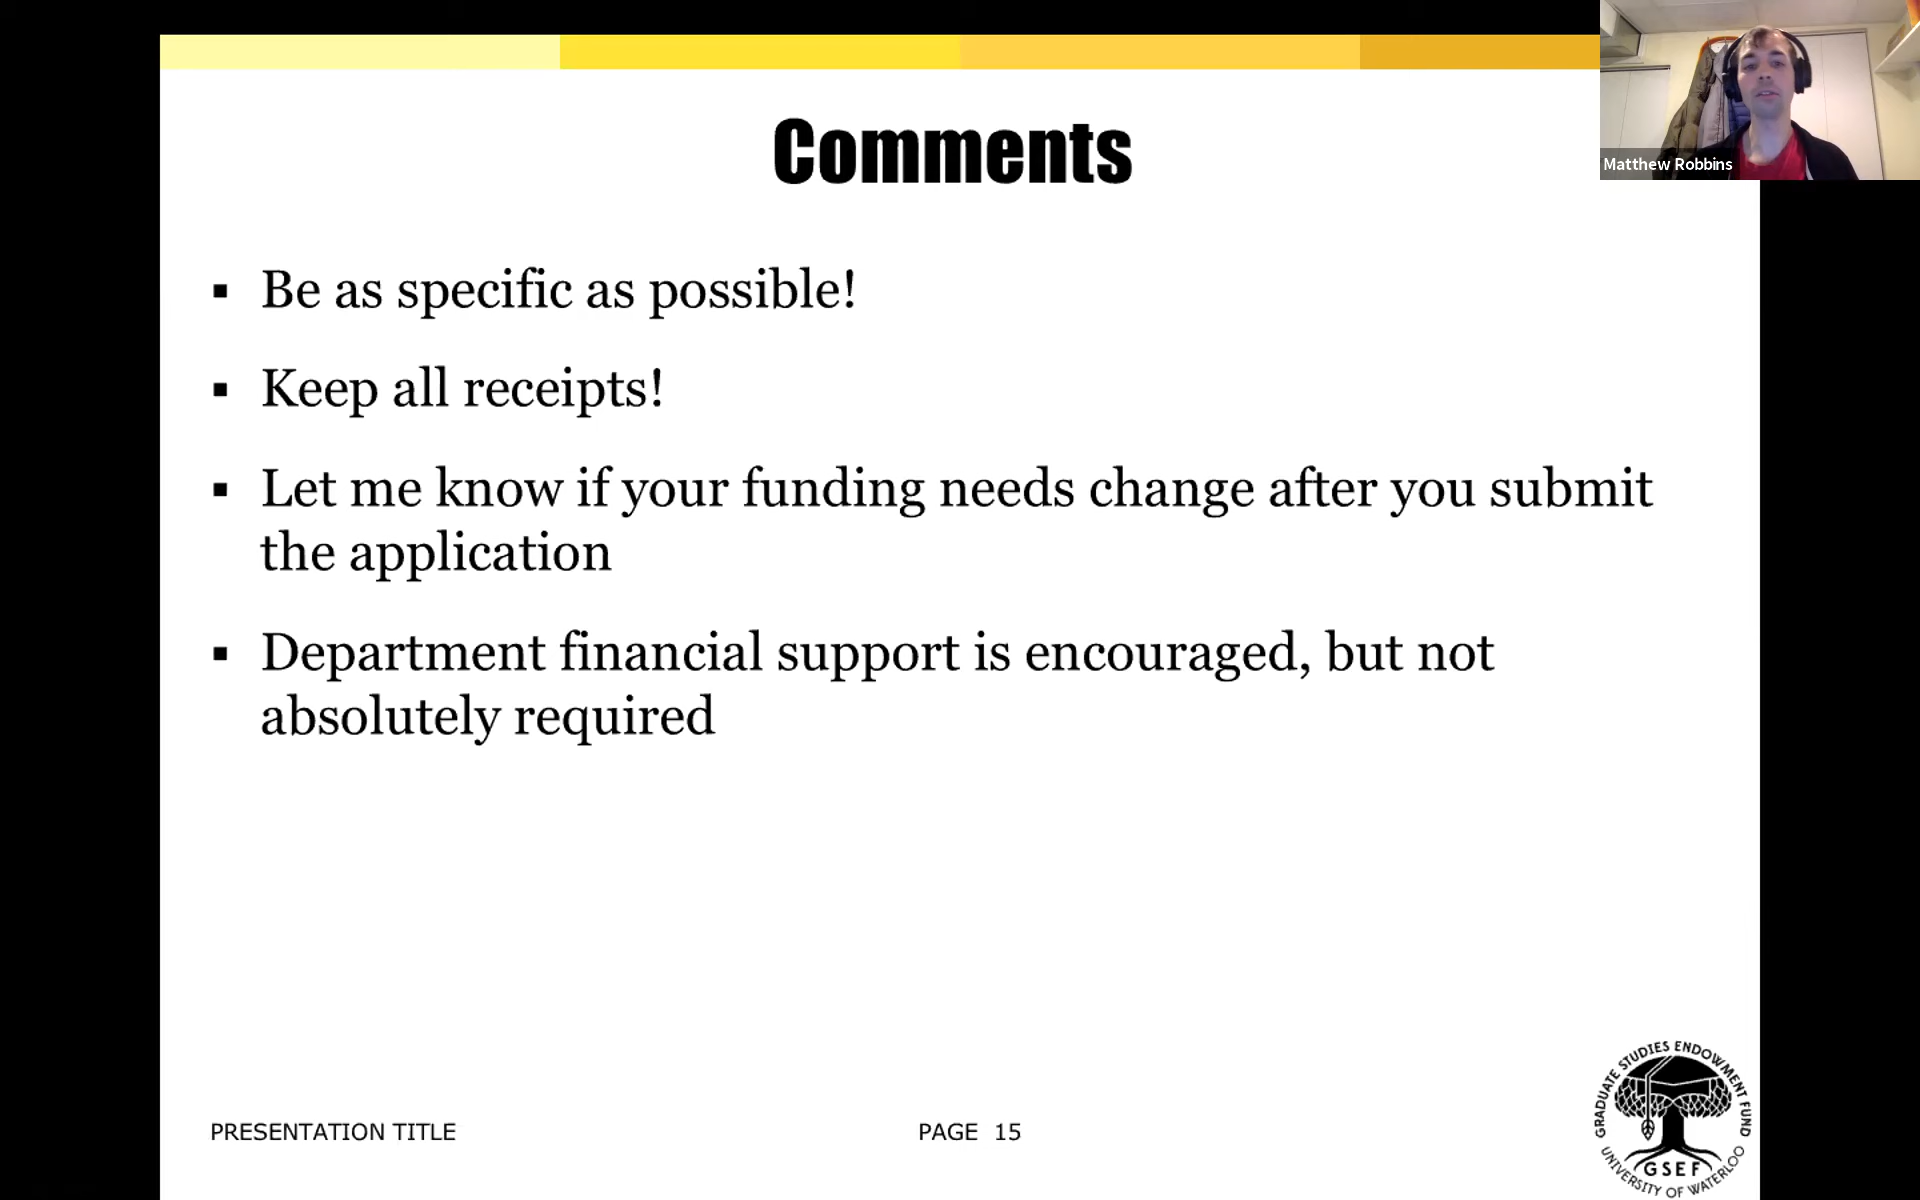 Comments
Matthew Robbins
▪ Be as specific as possible!
▪ Keep all receipts!
▪ Let me know if your funding needs change after you submit
the application
▪ Department financial support is encouraged, but not
absolutely required
PRESENTATION TITLE
PAGE 15
GRADUATE STUDIES ENDOWMENT FUND
GSEF
UNIVERSITY OF WATERLOO